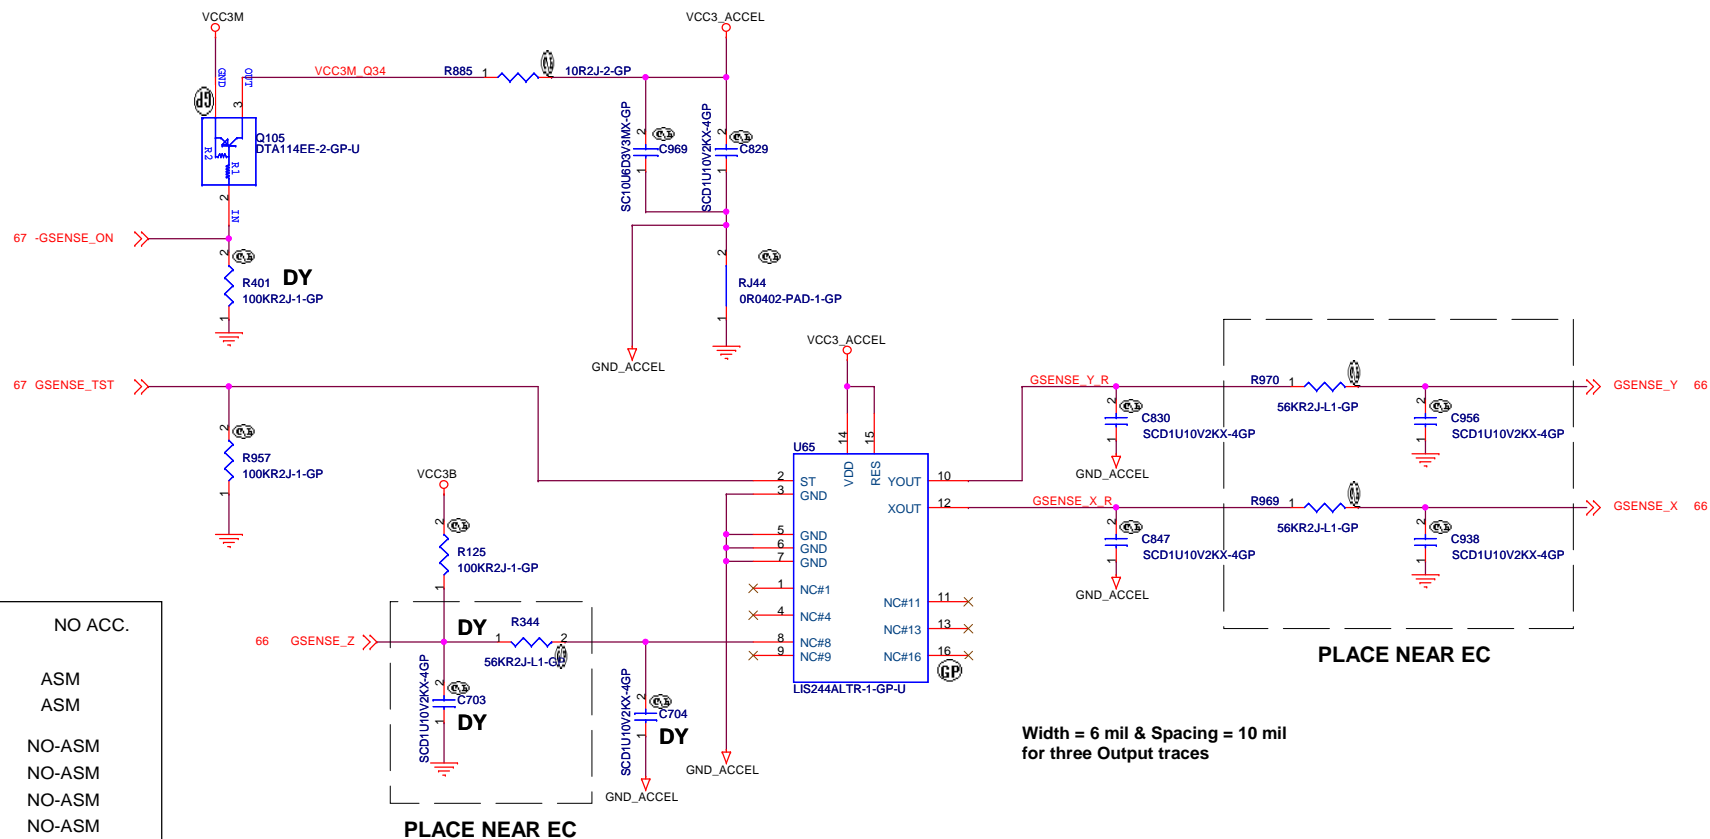 VCC3M
VCC3_ACCEL
GND
OUT
3
VCC3M_Q34
R885
1
10R2J-2-GP
GP
Q105
DTA114EE-2-GP-U
R2
R1
2
IN
SC10U6D3V3MX-GP
2
C969
1
SCD1U10V2KX-4GP
2
C829
1
67 -GSENSE_ON
2
R401
DY
100KR2J-1-GP
1
2
RJ44
0R0402-PAD-1-GP
1
GND_ACCEL
67 GSENSE_TST
2
R957
100KR2J-1-GP
1
VCC3_ACCEL
GSENSE_Y_R
R970
1
56KR2J-L1-GP
GSENSE_Y 66
2
C830
1
SCD1U10V2KX-4GP
GND_ACCEL
2
C956
1
SCD1U10V2KX-4GP
U65
14
15
VDD
RES
2
ST
3
GND
5
GND
6
GND
7
GND
1
NC#1
4
NC#4
8
NC#8
9
NC#9
YOUT
10
XOUT
12
NC#11
11
NC#13
13
NC#16
16
GP
LIS244ALTR-1-GP-U
GSENSE_X_R
R969
1
56KR2J-L1-GP
GSENSE_X 66
2
C847
1
SCD1U10V2KX-4GP
GND_ACCEL
2
C938
1
SCD1U10V2KX-4GP
PLACE NEAR EC
VCC3B
2
R125
100KR2J-1-GP
1
66 GSENSE_Z
DY
R344
1
2
56KR2J-L1-GP
SCD1U10V2KX-4GP
2
C703
1
DY
SCD1U10V2KX-4GP
2
C704
1
DY
GND_ACCEL
GND_ACCEL
PLACE NEAR EC
Width = 6 mil & Spacing = 10 mil
for three Output traces
NO ACC.
ASM
ASM
NO-ASM
NO-ASM
NO-ASM
NO-ASM